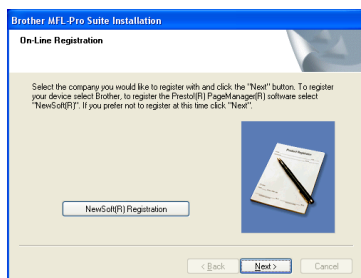 Brother MFL-Pro Suite Installation
On-Line Registration
Select the company you would like to register with and click the "Next" button. To register
your device select Brother, to register the Presto!(R) PageManager(R) software select
"NewSoft(R)". If you prefer not to register at this time click "Next".
NewSoft(R) Registration
< Back
Next >
Cancel